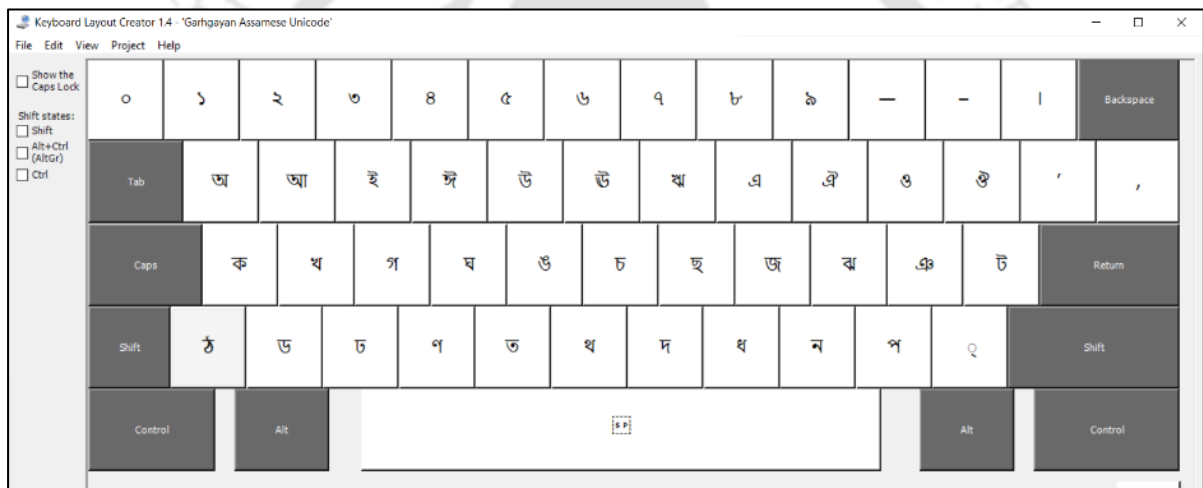 Keyboard Layout Creator 1.4 - 'Garhgayan Assamese Unicode'
File Edit View Project Help
Show the Caps Lock
Shift states:
Shift
Alt+Ctrl (AltGr)
Ctrl
০ ১ ২ ৩ ৪ ৫ ৬ ৭ ৮ ৯ — – । Backspace
Tab অ আ ই ঈ উ ঊ ঋ এ ঐ ও ঔ ’ ,
Caps ক খ গ ঘ ঙ চ ছ জ ঝ ঞ ট Return
Shift ঠ ড ঢ ণ ত থ দ ধ ন প ্ Shift
Control Alt SP Alt Control